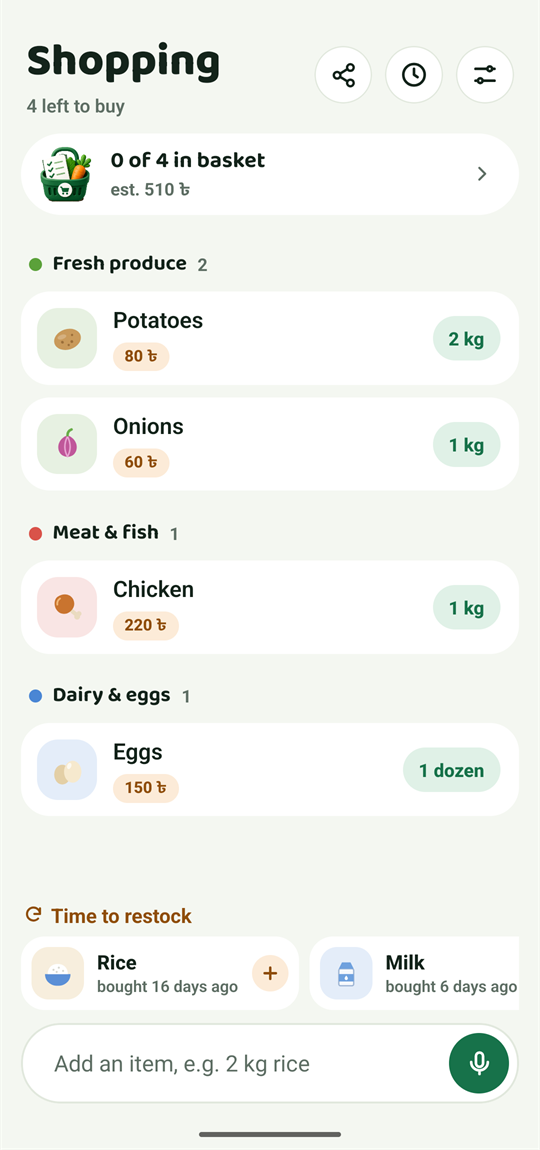 Shopping
4 left to buy
0 of 4 in basket
est. 510 ৳
Fresh produce 2
Potatoes
80 ৳
2 kg
Onions
60 ৳
1 kg
Meat & fish 1
Chicken
220 ৳
1 kg
Dairy & eggs 1
Eggs
150 ৳
1 dozen
Time to restock
Rice
bought 16 days ago
Milk
bought 6 days ago
Add an item, e.g. 2 kg rice